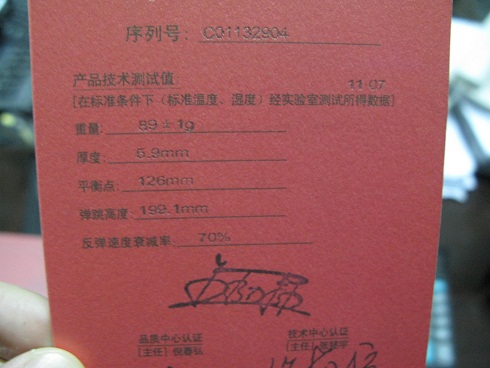 序列号: C01132904
产品技术测试值 11 07
[在标准条件下(标准温度、湿度)经实验室测试所得数据]
重量: 89±1g
厚度: 5.9mm
平衡点: 126mm
弹跳高度: 199.1mm
反弹速度衰减率 70%
品质中心认证 技术中心认证
[主任] 倪春弘 [主任]